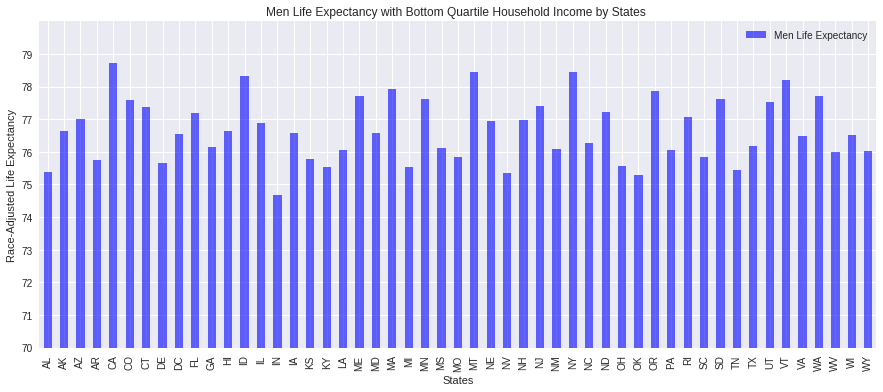 Men Life Expectancy with Bottom Quartile Household Income by States
Men Life Expectancy
79
78
77
76
75
74
73
72
71
70
Race-Adjusted Life Expectancy
AL AK AZ AR CA CO CT DE DC FL GA HI ID IL IN IA KS KY LA ME MD MA MI MN MS MO MT NE NV NH NJ NM NY NC ND OH OK OR PA RI SC SD TN TX UT VT VA WA WV WI WY
States